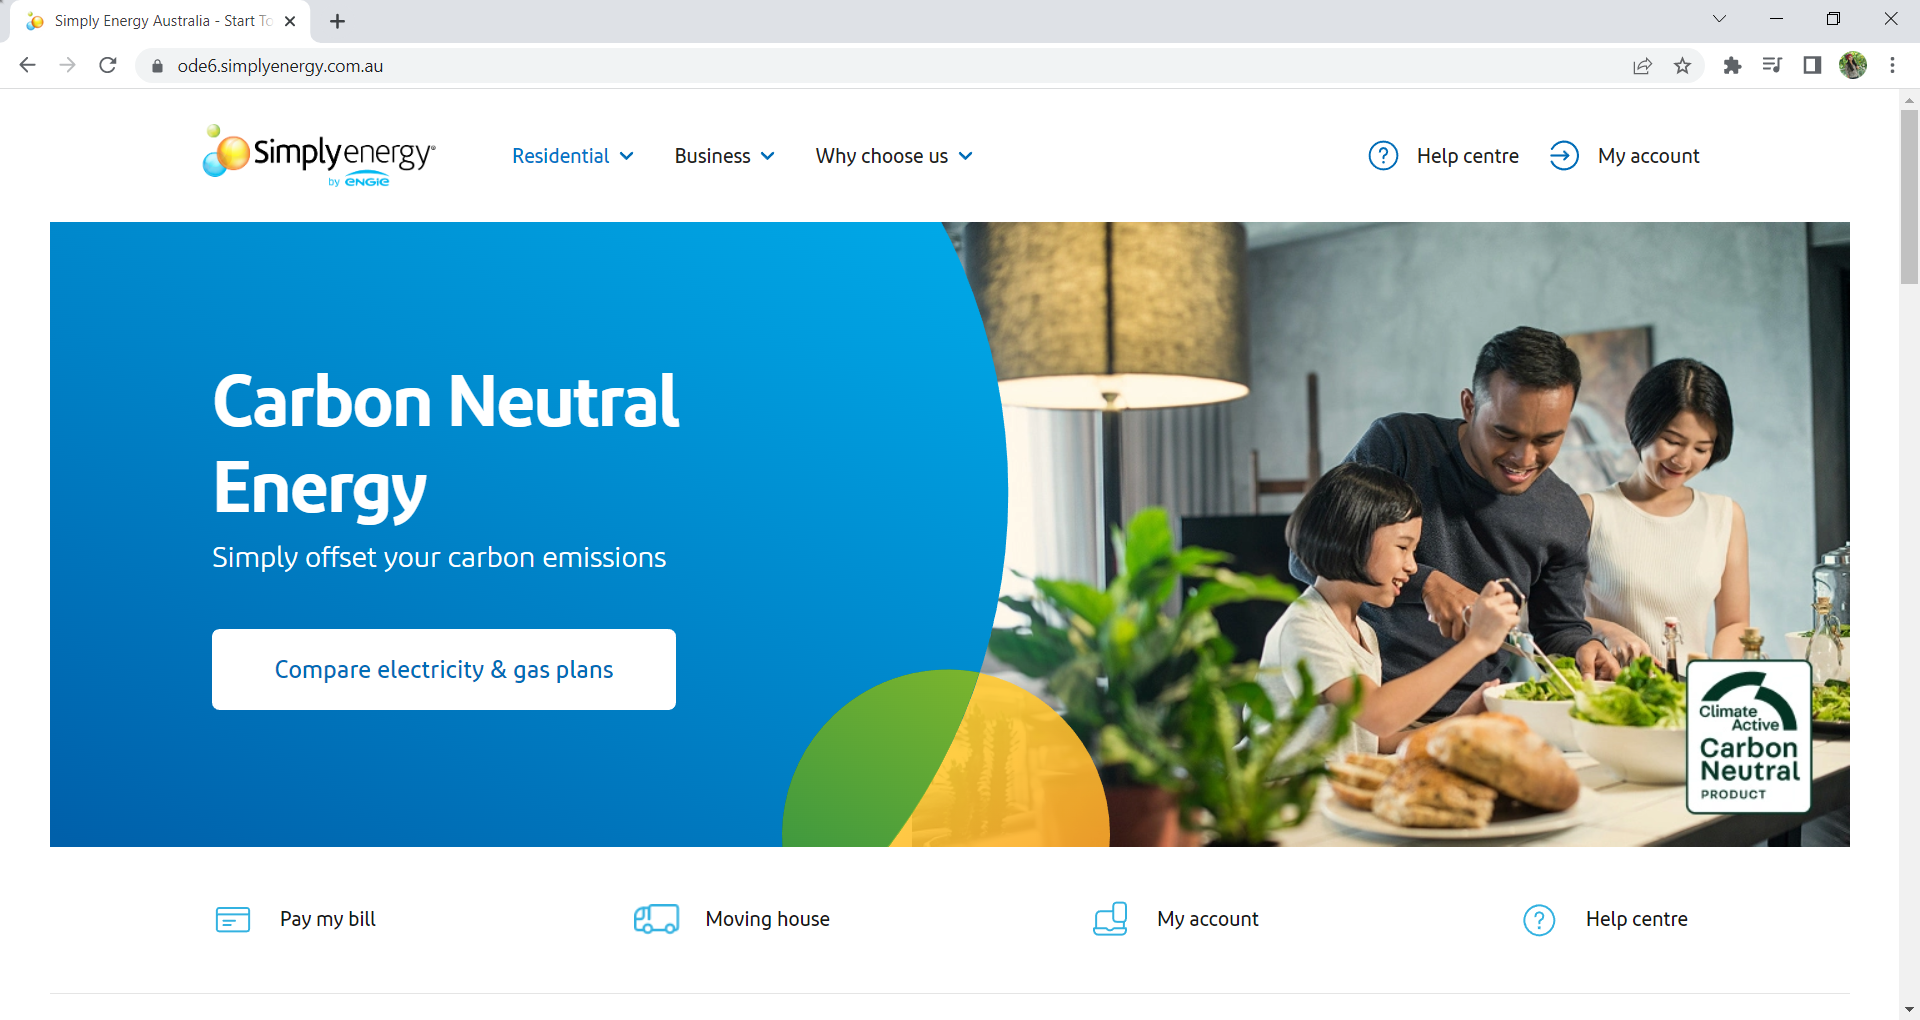 Simply Energy Australia - Start To
ode6.simplyenergy.com.au
Simplyenergy®
by ENGIE
Residential
Business
Why choose us
? Help centre
My account
Carbon Neutral
Energy
Simply offset your carbon emissions
Compare electricity & gas plans
Climate
Active
Carbon
Neutral
PRODUCT
Pay my bill
Moving house
My account
? Help centre